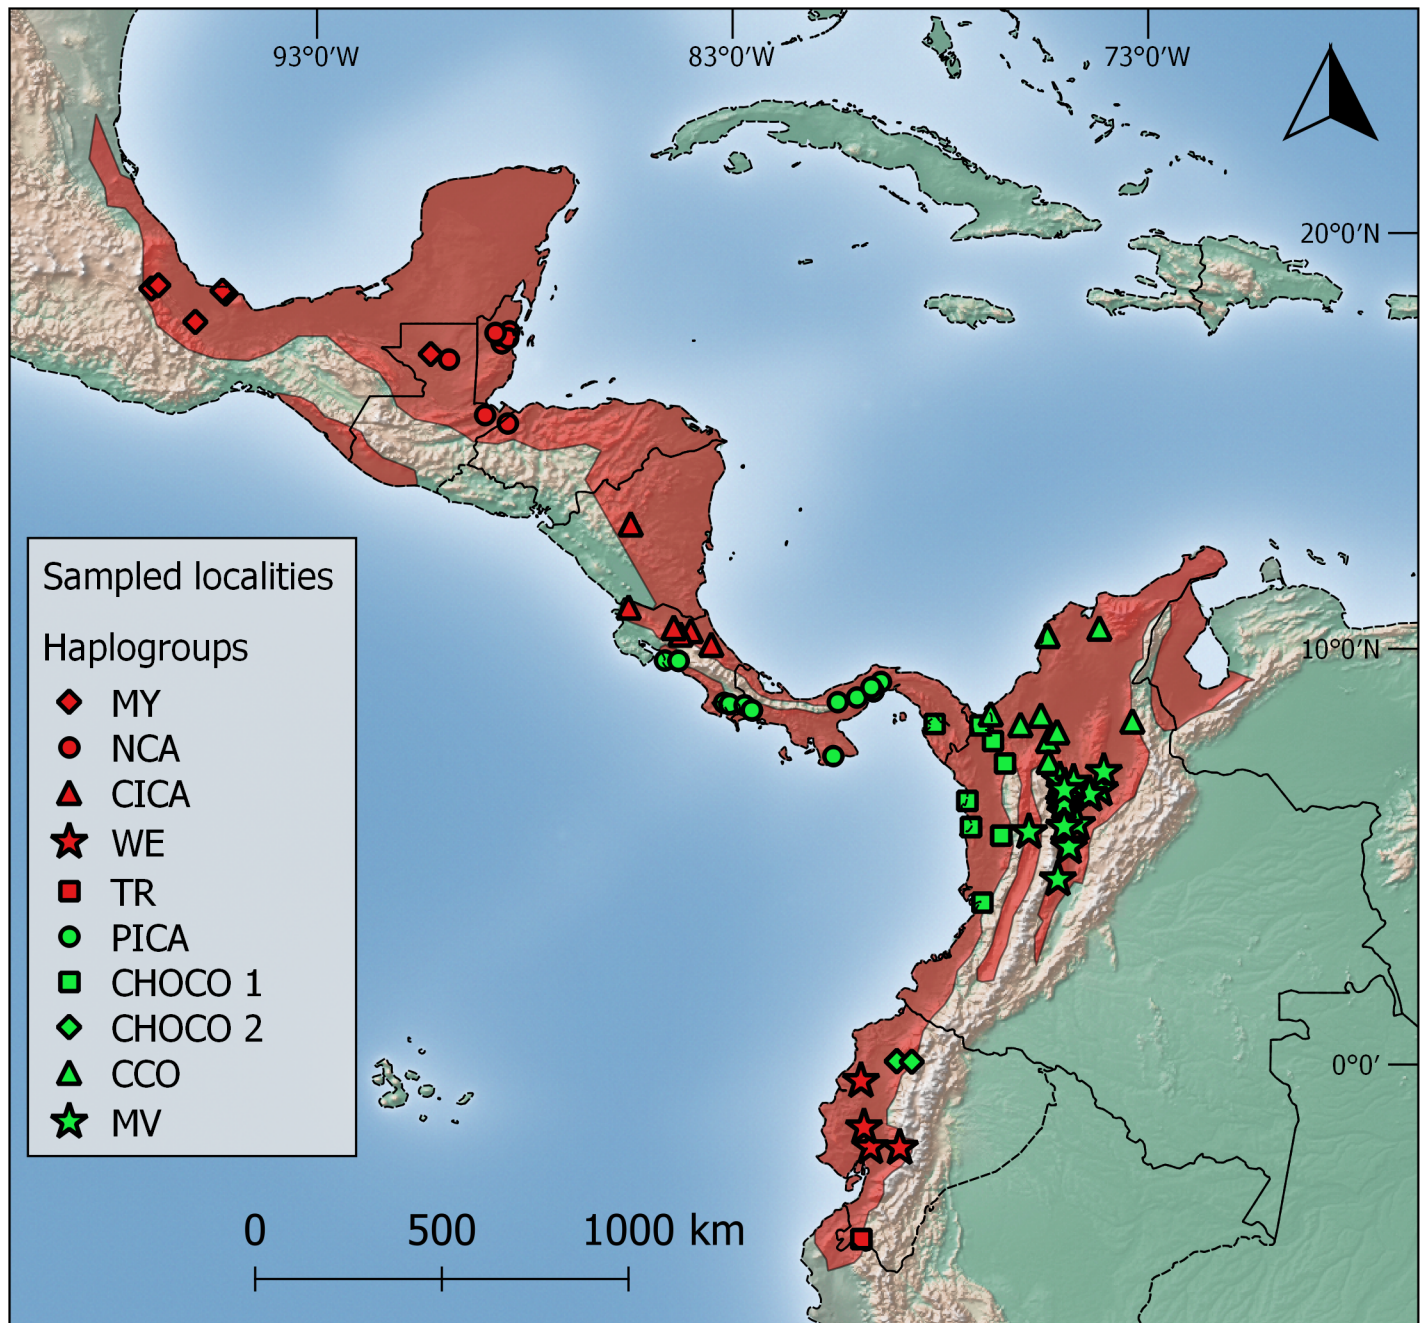 93°0′W
83°0′W
73°0′W
20°0′N
10°0′N
0°0′
Sampled localities
Haplogroups
MY
NCA
CICA
WE
TR
PICA
CHOCO 1
CHOCO 2
CCO
MV
0 500 1000 km